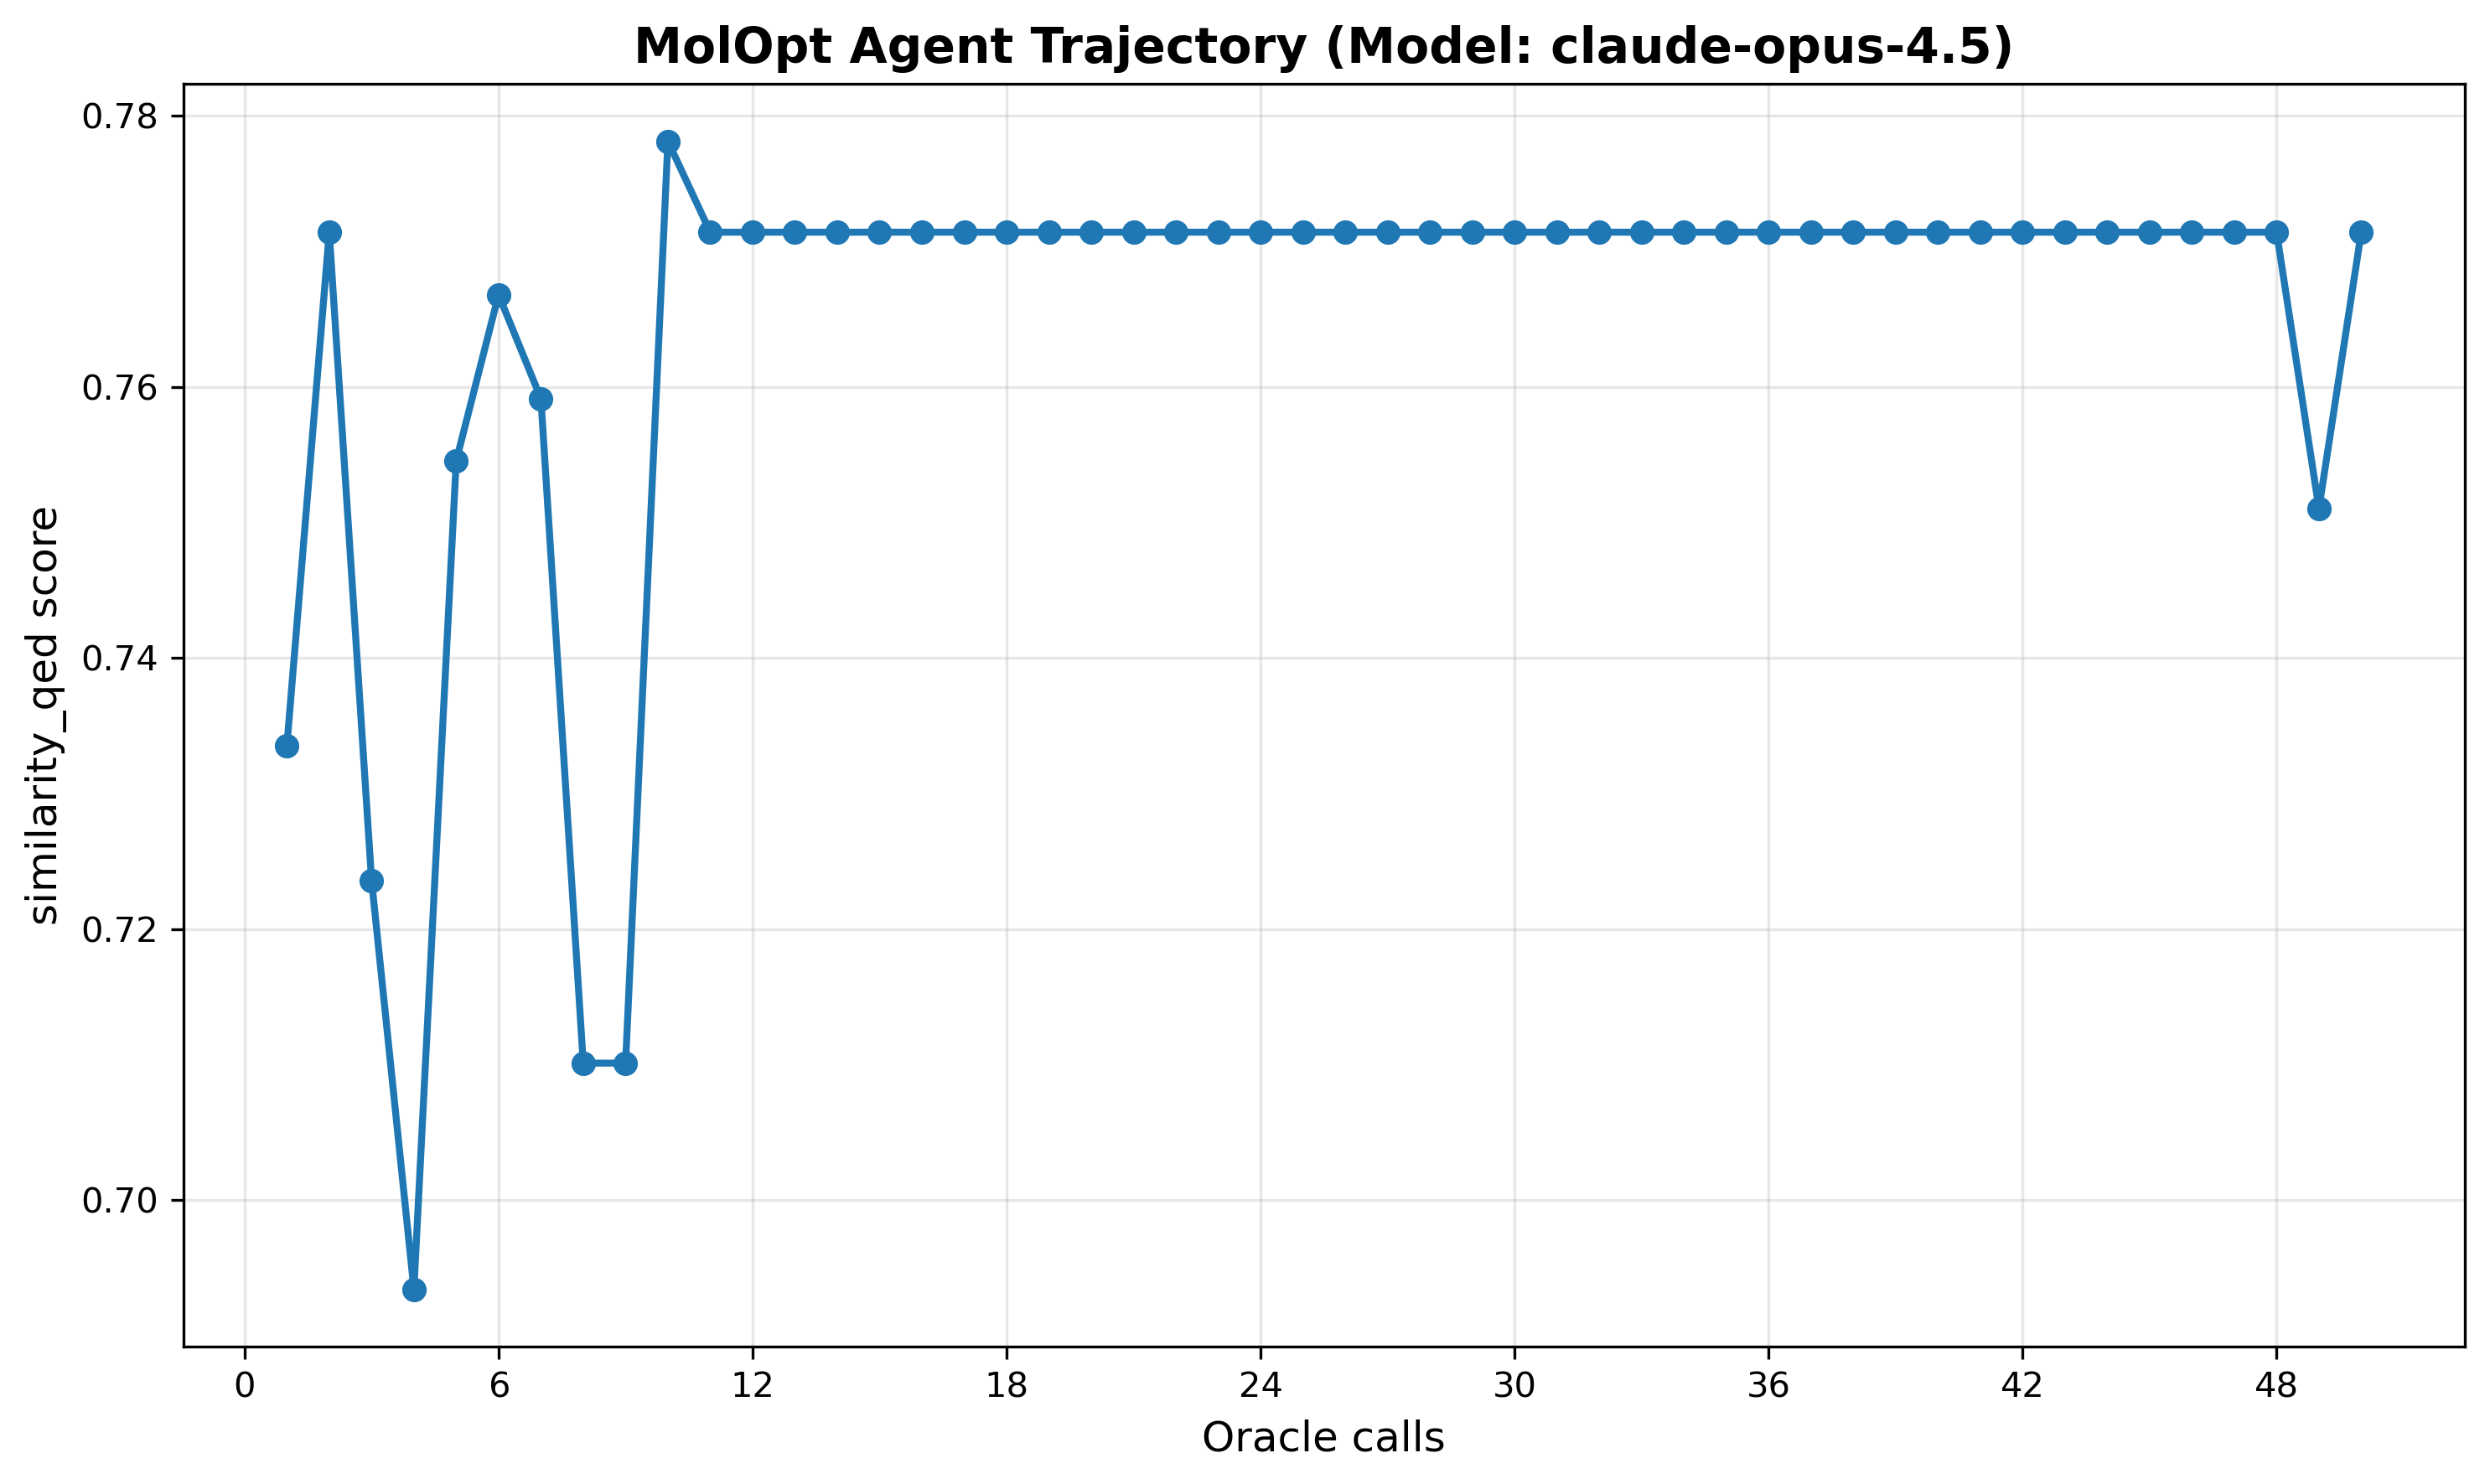 MolOpt Agent Trajectory (Model: claude-opus-4.5)
similarity_qed score
0.78
0.76
0.74
0.72
0.70
0 6 12 18 24 30 36 42 48
Oracle calls